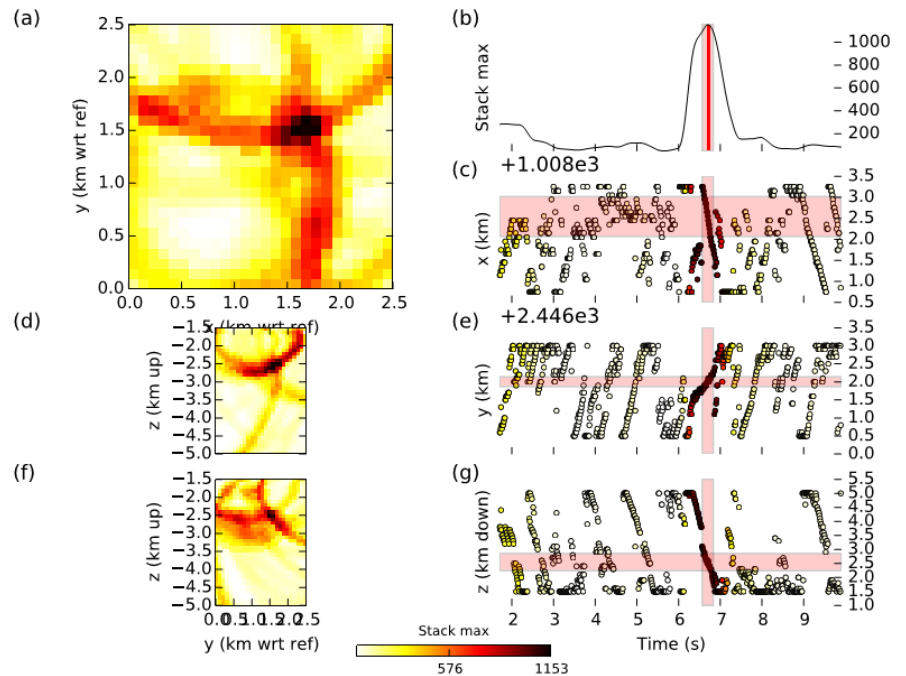 (a)
2.5
2.0
1.5
1.0
0.5
0.0
y (km wrt ref)
0.0 0.5 1.0 1.5 2.0 2.5
x (km wrt ref)
(b)
Stack max
1000
800
600
400
200
(c)
+1.008e3
x (km)
3.5
3.0
2.5
2.0
1.5
1.0
0.5
(d)
z (km up)
−1.5
−2.0
−2.5
−3.0
−3.5
−4.0
−4.5
−5.0
(e)
+2.446e3
y (km)
3.5
3.0
2.5
2.0
1.5
1.0
0.5
0.0
(f)
z (km up)
−1.5
−2.0
−2.5
−3.0
−3.5
−4.0
−4.5
−5.0
0.0 0.5 1.0 1.5 2.0 2.5
y (km wrt ref)
(g)
z (km down)
5.5
5.0
4.5
4.0
3.5
3.0
2.5
2.0
1.5
1.0
2 3 4 5 6 7 8 9
Time (s)
Stack max
576 1153